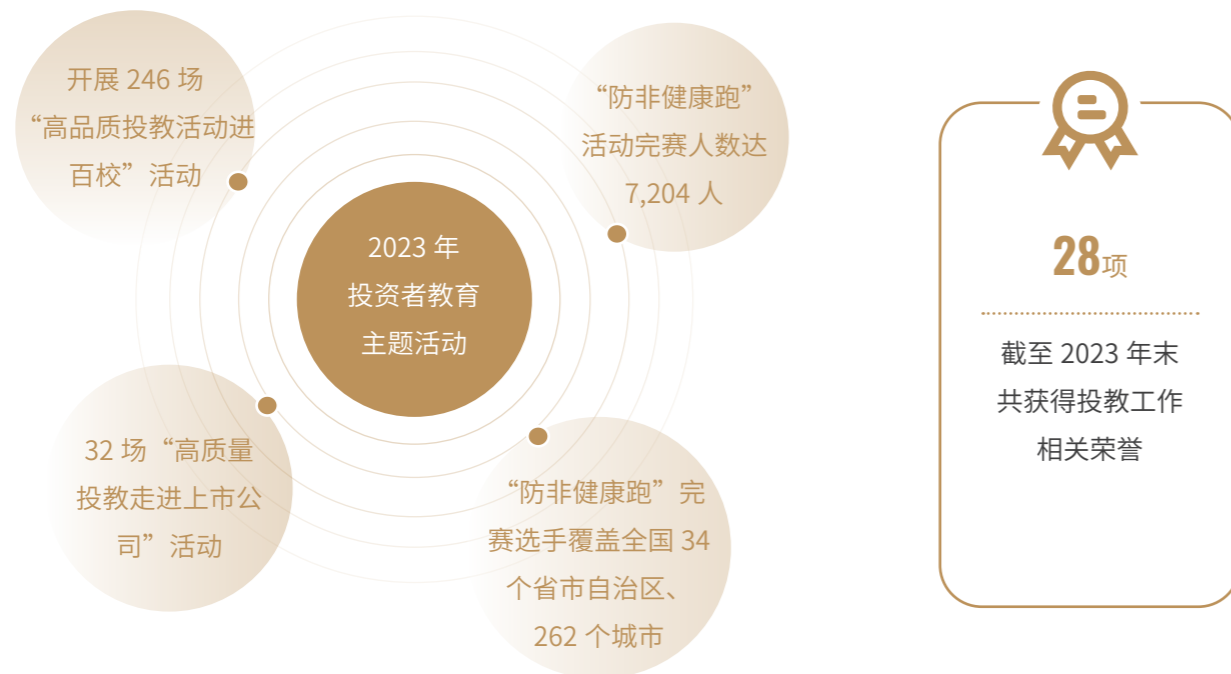 开展 246 场
“高品质投教活动进
百校”活动
“防非健康跑”
活动完赛人数达
7,204 人
2023 年
投资者教育
主题活动
32 场“高质量
投教走进上市公
司”活动
“防非健康跑”完
赛选手覆盖全国 34
个省市自治区、
262 个城市
28项
截至 2023 年末
共获得投教工作
相关荣誉